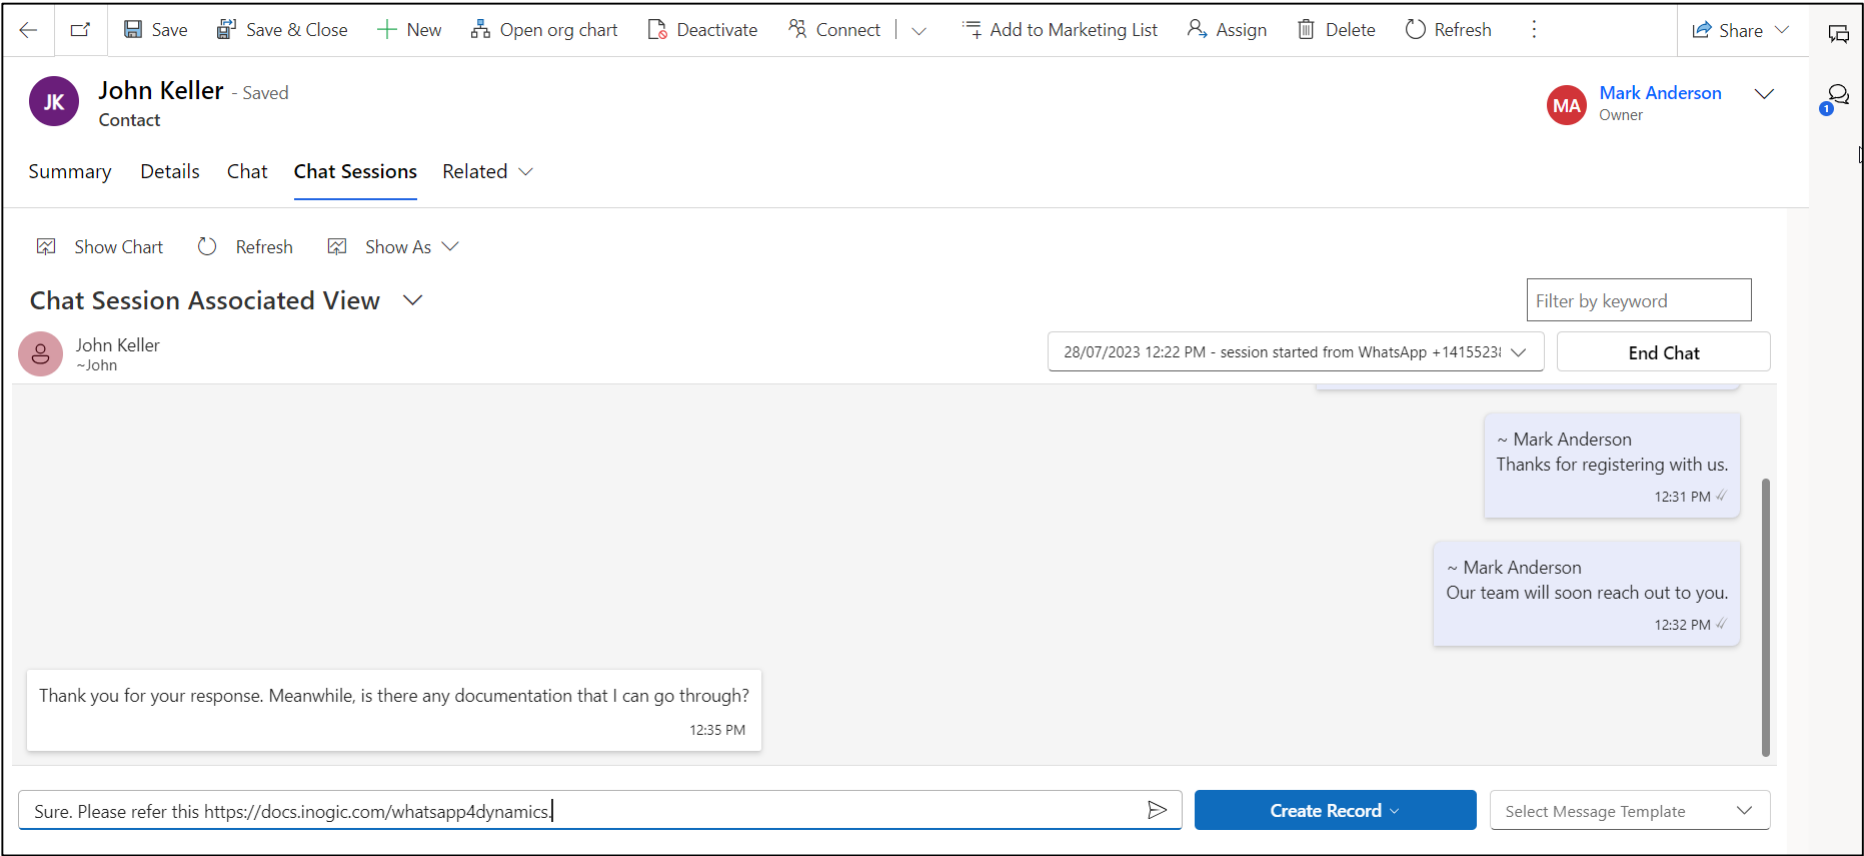 Save Save & Close New Open org chart Deactivate Connect Add to Marketing List Assign Delete Refresh Share
JK John Keller - Saved
Contact
MA Mark Anderson
Owner
1
Summary Details Chat Chat Sessions Related
Show Chart Refresh Show As
Chat Session Associated View
Filter by keyword
John Keller
~John
28/07/2023 12:22 PM - session started from WhatsApp +1415523
End Chat
~ Mark Anderson
Thanks for registering with us.
12:31 PM
~ Mark Anderson
Our team will soon reach out to you.
12:32 PM
Thank you for your response. Meanwhile, is there any documentation that I can go through?
12:35 PM
Sure. Please refer this https://docs.inogic.com/whatsapp4dynamics.
Create Record
Select Message Template